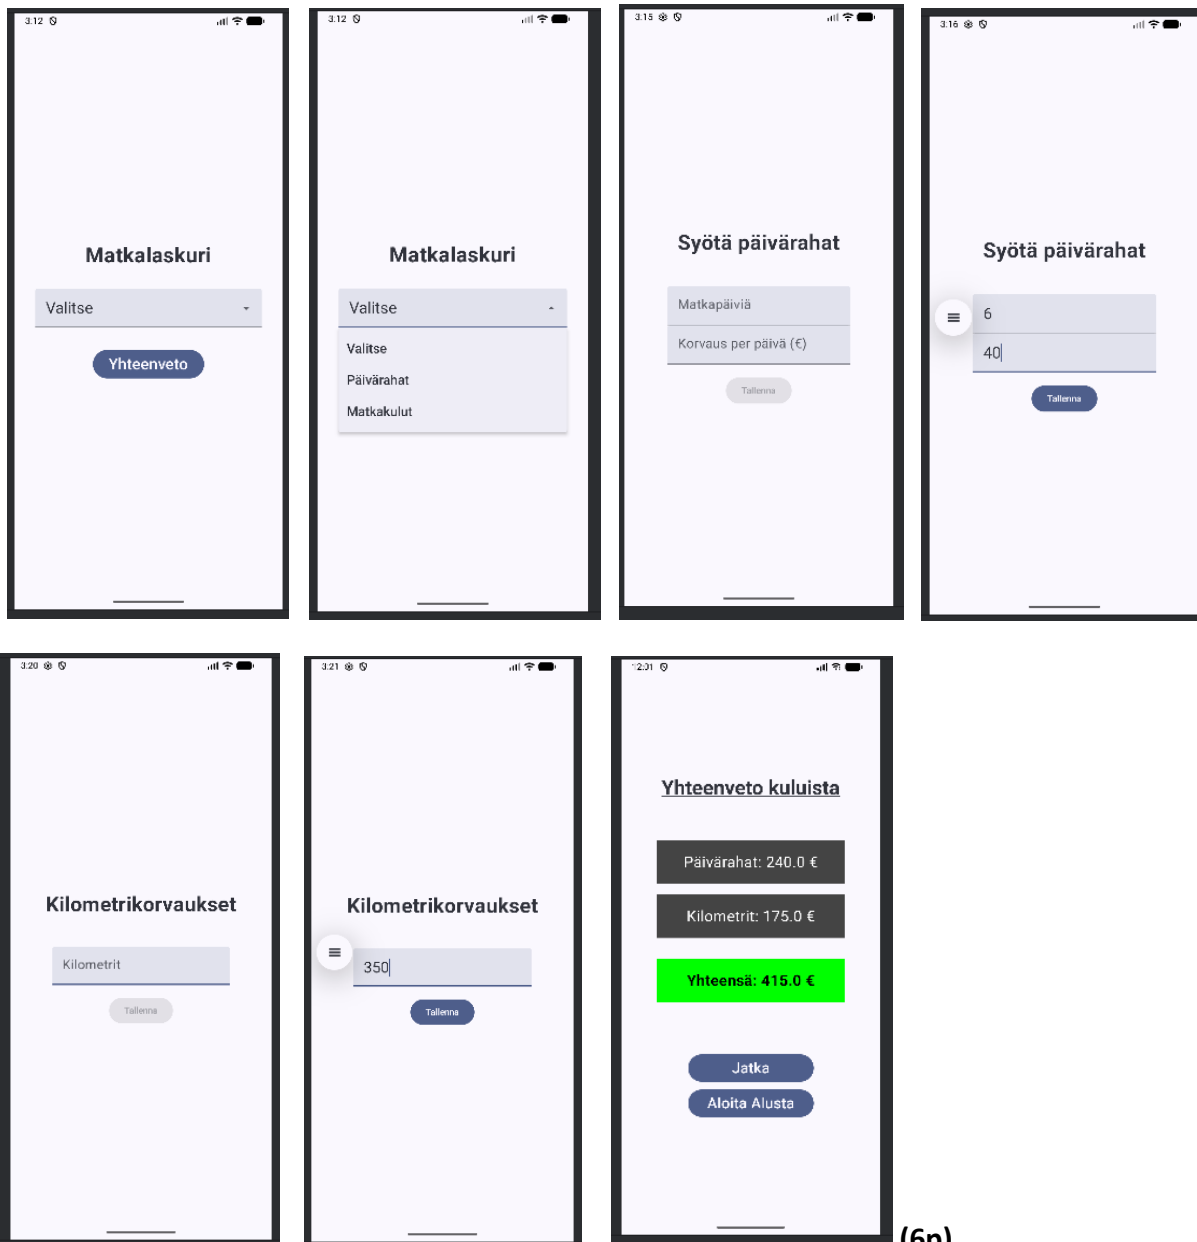 3:12
Matkalaskuri
Valitse
Yhteenveto
3:12
Matkalaskuri
Valitse
Valitse
Päivärahat
Matkakulut
3:15
Syötä päivärahat
Matkapäiviä
Korvaus per päivä (€)
Tallenna
3:16
Syötä päivärahat
6
40
Tallenna
3:20
Kilometrikorvaukset
Kilometrit
Tallenna
3:21
Kilometrikorvaukset
350
Tallenna
12:01
Yhteenveto kuluista
Päivärahat: 240.0 €
Kilometrit: 175.0 €
Yhteensä: 415.0 €
Jatka
Aloita Alusta
(6p)